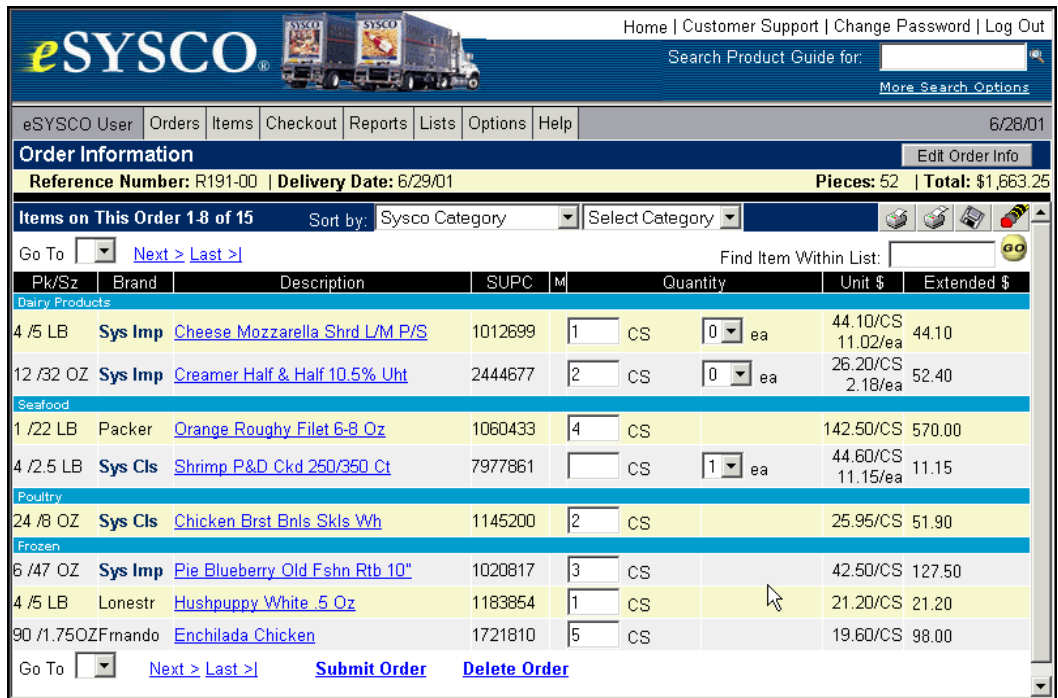 Home | Customer Support | Change Password | Log Out
eSYSCO®
SYSCO SYSCO
Search Product Guide for:
More Search Options
eSYSCO User Orders Items Checkout Reports Lists Options Help 6/28/01
Order Information Edit Order Info
Reference Number: R191-00 | Delivery Date: 6/29/01 Pieces: 52 | Total: $1,663.25
Items on This Order 1-8 of 15 Sort by: Sysco Category Select Category
Go To Next > Last >| Find Item Within List: GO
Pk/Sz Brand Description SUPC M Quantity Unit $ Extended $
Dairy Products
4 /5 LB Sys Imp Cheese Mozzarella Shrd L/M P/S 1012699 1 CS 0 ea 44.10/CS 11.02/ea 44.10
12 /32 OZ Sys Imp Creamer Half & Half 10.5% Uht 2444677 2 CS 0 ea 26.20/CS 2.18/ea 52.40
Seafood
1 /22 LB Packer Orange Roughy Filet 6-8 Oz 1060433 4 CS 142.50/CS 570.00
4 /2.5 LB Sys Cls Shrimp P&D Ckd 250/350 Ct 7977861 CS 1 ea 44.60/CS 11.15/ea 11.15
Poultry
24 /8 OZ Sys Cls Chicken Brst Bnls Skls Wh 1145200 2 CS 25.95/CS 51.90
Frozen
6 /47 OZ Sys Imp Pie Blueberry Old Fshn Rtb 10" 1020817 3 CS 42.50/CS 127.50
4 /5 LB Lonestr Hushpuppy White .5 Oz 1183854 1 CS 21.20/CS 21.20
90 /1.75OZ Frnando Enchilada Chicken 1721810 5 CS 19.60/CS 98.00
Go To Next > Last >| Submit Order Delete Order